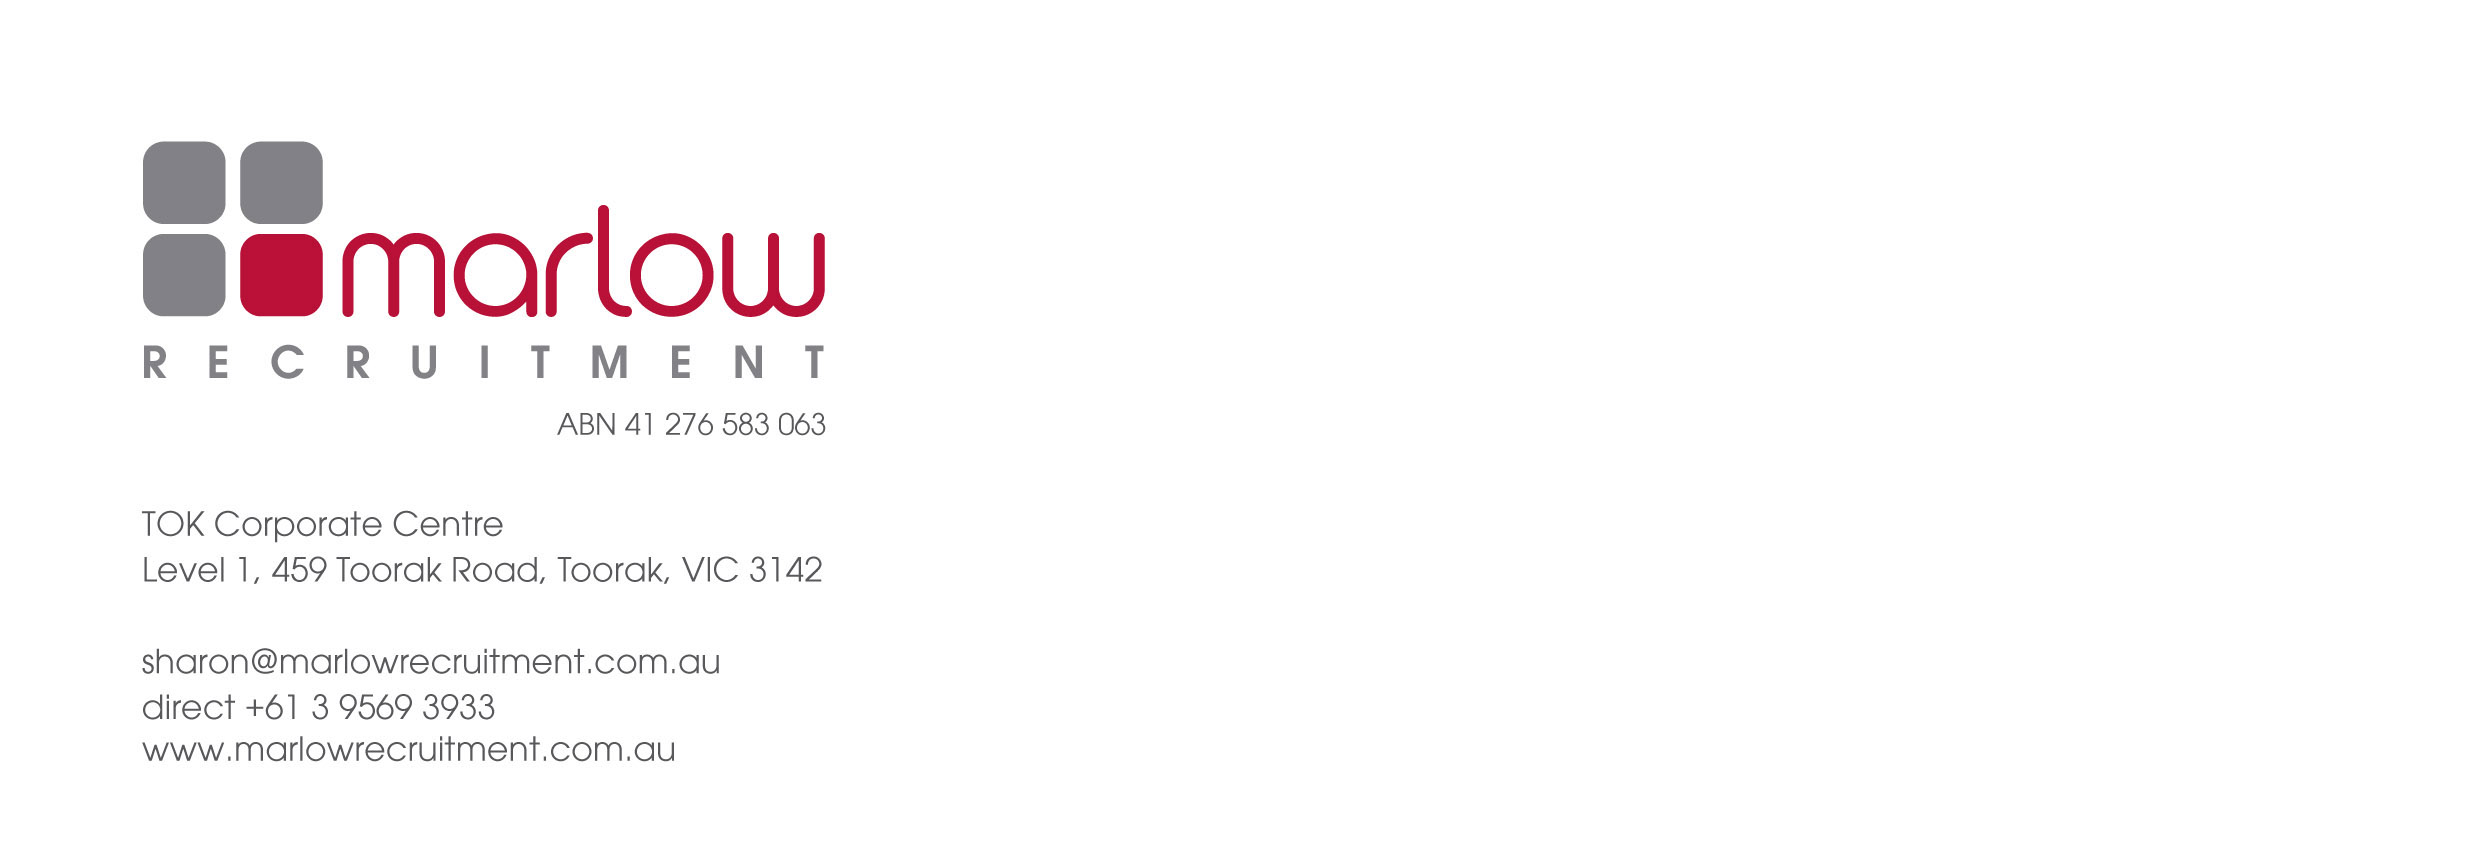 marlow
RECRUITMENT
ABN 41 276 583 063
TOK Corporate Centre
Level 1, 459 Toorak Road, Toorak, VIC 3142
sharon@marlowrecruitment.com.au
direct +61 3 9569 3933
www.marlowrecruitment.com.au